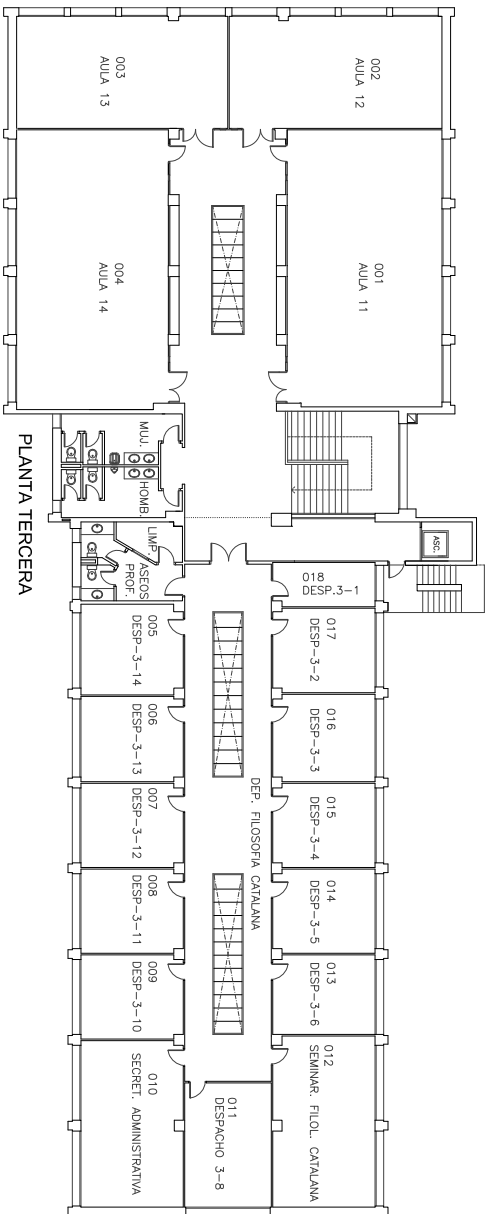 003
AULA 13
002
AULA 12
004
AULA 14
001
AULA 11
MUJ.
HOMB.
LIMP.
ASEOS
PROF.
ASC.
018
DESP.3-1
005
DESP-3-14
017
DESP-3-2
006
DESP-3-13
016
DESP-3-3
007
DESP-3-12
015
DESP-3-4
DEP. FILOSOFIA CATALANA
008
DESP-3-11
014
DESP-3-5
009
DESP-3-10
013
DESP-3-6
010
SECRET. ADMINISTRATIVA
011
DESPACHO 3-8
012
SEMINAR. FILOL. CATALANA
PLANTA TERCERA